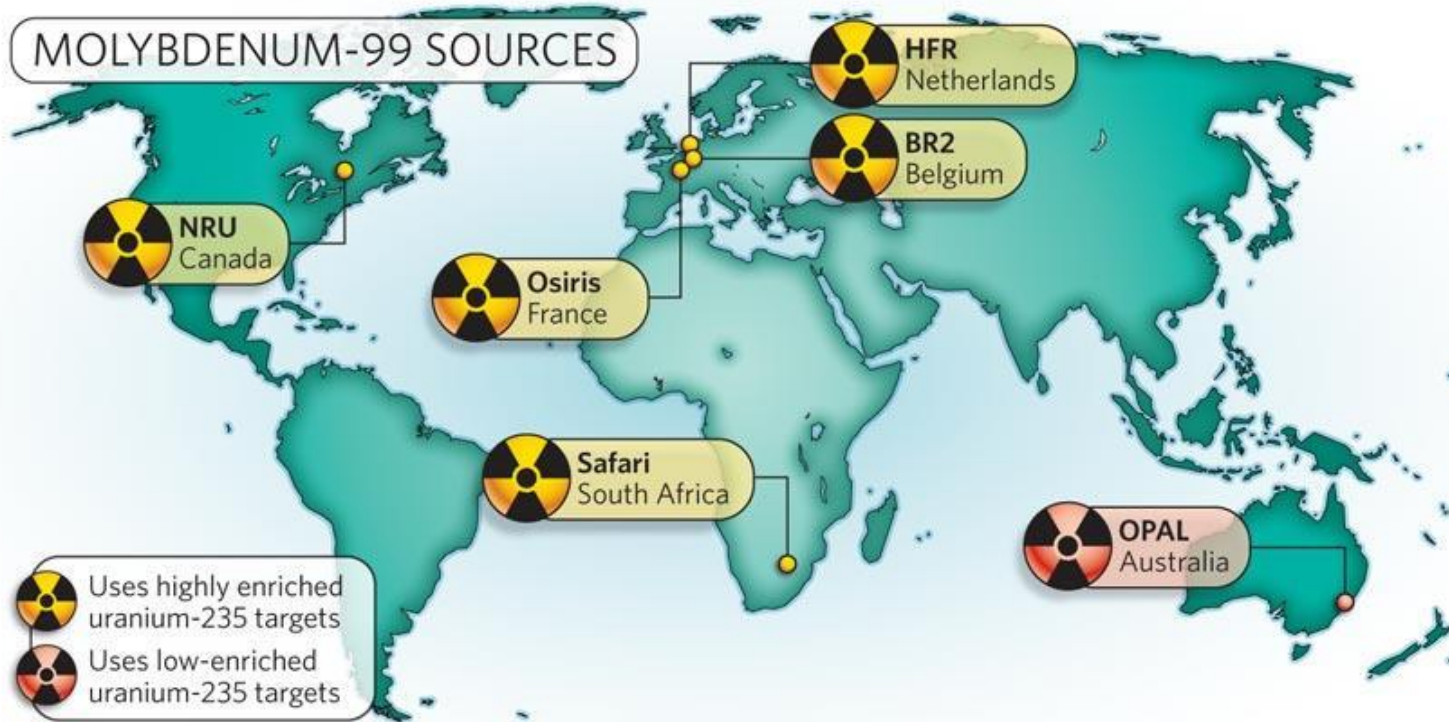 MOLYBDENUM-99 SOURCES
HFR
Netherlands
BR2
Belgium
NRU
Canada
Osiris
France
Safari
South Africa
OPAL
Australia
Uses highly enriched
uranium-235 targets
Uses low-enriched
uranium-235 targets